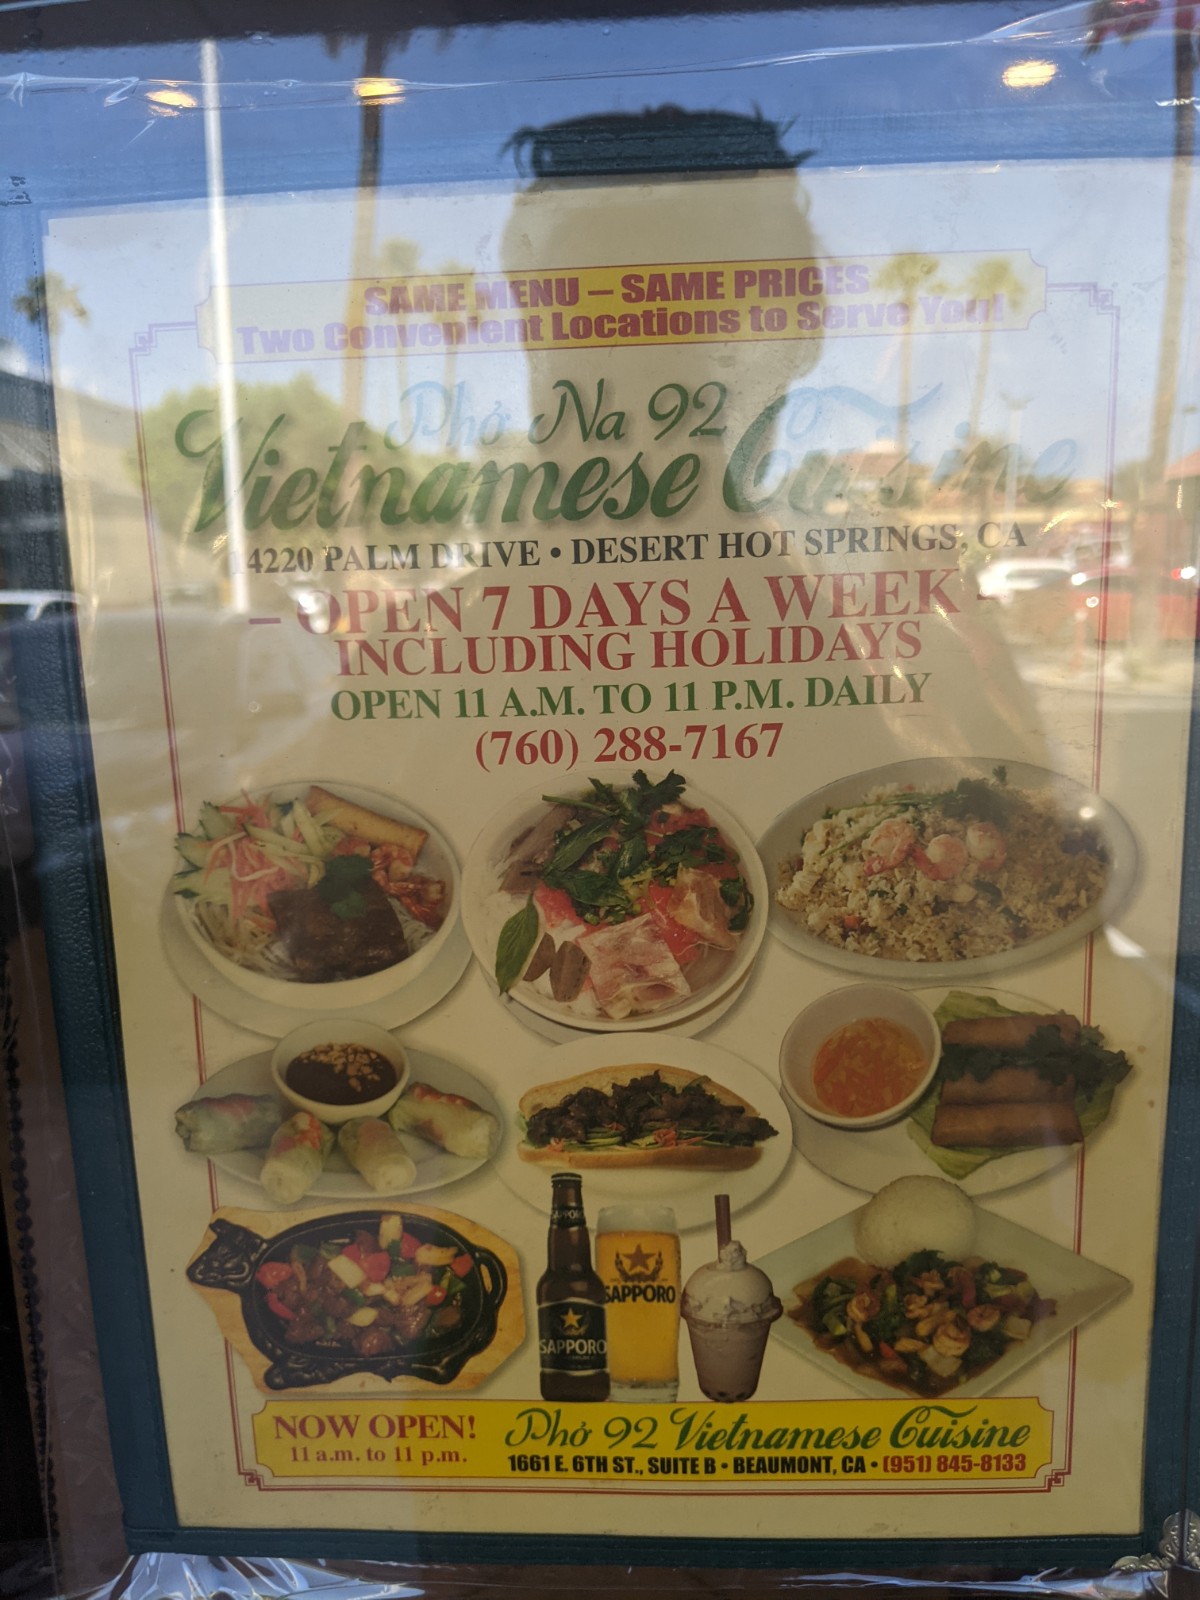 SAME MENU – SAME PRICES
Two Convenient Locations to Serve You!
Phở Na 92
Vietnamese Cuisine
14220 PALM DRIVE • DESERT HOT SPRINGS, CA
– OPEN 7 DAYS A WEEK –
INCLUDING HOLIDAYS
OPEN 11 A.M. TO 11 P.M. DAILY
(760) 288-7167
SAPPORO
SAPPORO
SAPPORO
NOW OPEN!
11 a.m. to 11 p.m.
Phở 92 Vietnamese Cuisine
1661 E. 6TH ST., SUITE B • BEAUMONT, CA • (951) 845-8133